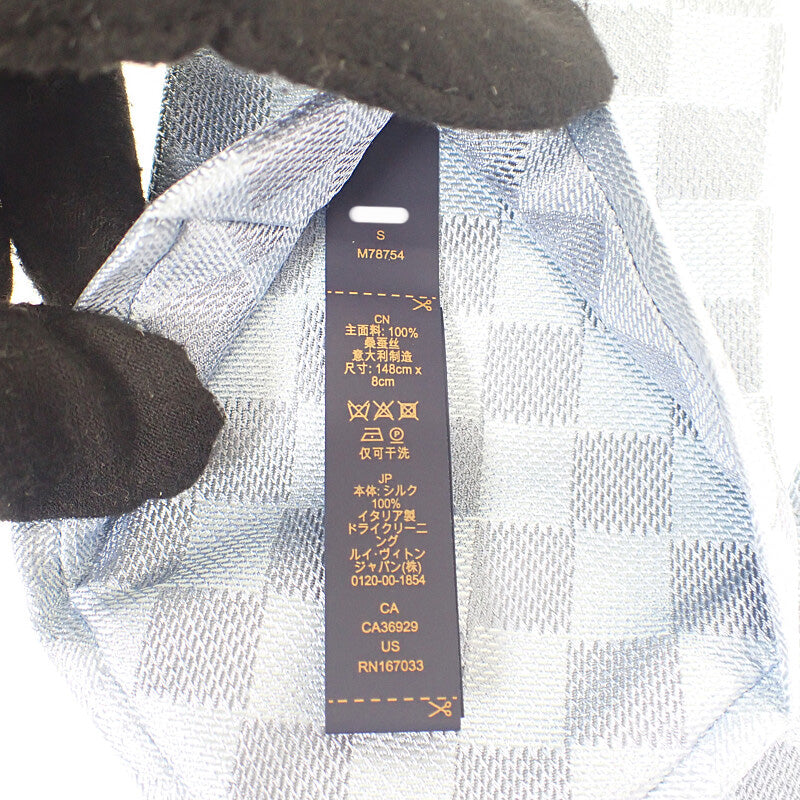 S
M78754
CN
主面料: 100%
桑蚕丝
意大利制造
尺寸: 148cm x
8cm
P
仅可干洗
JP
本体: シルク
100%
イタリア製
ドライクリーニ
ング
ルイ・ヴィトン
ジャパン(株)
0120-00-1854
CA
CA36929
US
RN167033